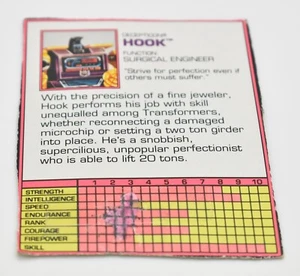 DECEPTICON
HOOK™
FUNCTION:
SURGICAL ENGINEER
"Strive for perfection even if
others must suffer."
With the precision of a fine jeweler,
Hook performs his job with skill
unequalled among Transformers,
whether reconnecting a damaged
microchip or setting a two ton girder
into place. He's a snobbish,
supercilious, unpopular perfectionist
who is able to lift 20 tons.
1 2 3 4 5 6 7 8 9 10
STRENGTH
INTELLIGENCE
SPEED
ENDURANCE
RANK
COURAGE
FIREPOWER
SKILL